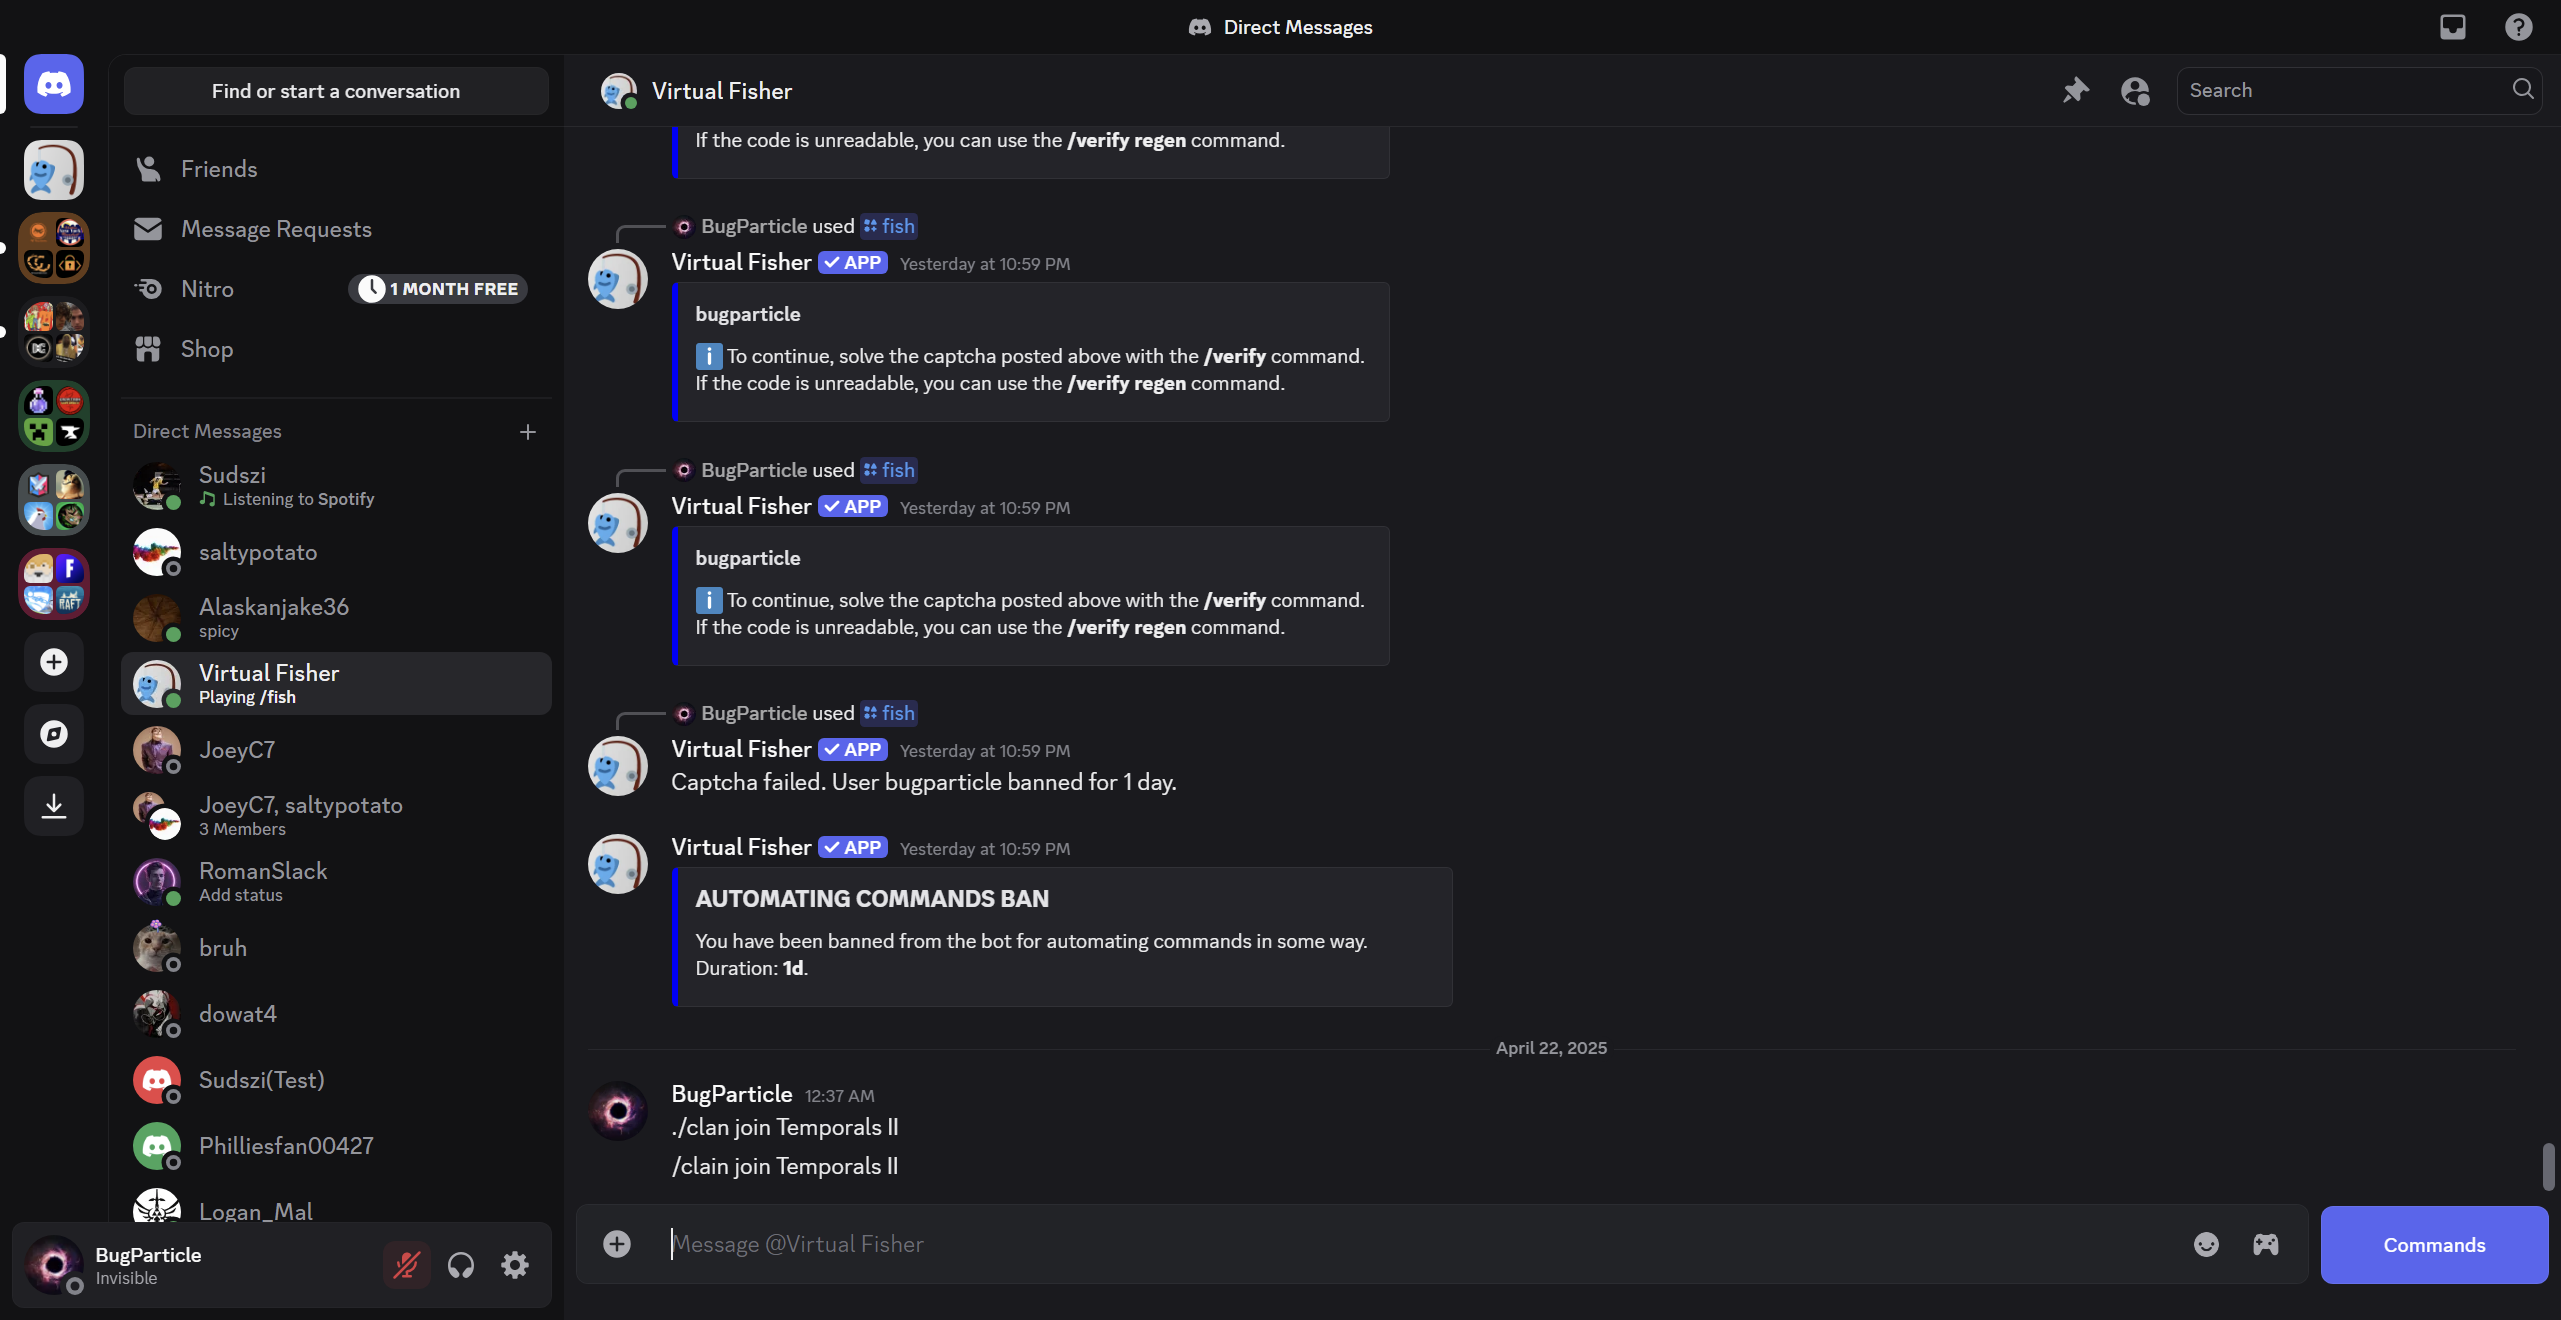 Direct Messages
Find or start a conversation
Friends
Message Requests
Nitro
1 MONTH FREE
Shop
Direct Messages
Sudszi
Listening to Spotify
saltypotato
Alaskanjake36
spicy
Virtual Fisher
Playing /fish
JoeyC7
JoeyC7, saltypotato
3 Members
RomanSlack
Add status
bruh
dowat4
Sudszi(Test)
Philliesfan00427
Logan_Mal
BugParticle
Invisible
F
RAFT
Virtual Fisher
Search
If the code is unreadable, you can use the /verify regen command.
BugParticle used fish
Virtual Fisher APP Yesterday at 10:59 PM
bugparticle
i To continue, solve the captcha posted above with the /verify command.
If the code is unreadable, you can use the /verify regen command.
BugParticle used fish
Virtual Fisher APP Yesterday at 10:59 PM
bugparticle
i To continue, solve the captcha posted above with the /verify command.
If the code is unreadable, you can use the /verify regen command.
BugParticle used fish
Virtual Fisher APP Yesterday at 10:59 PM
Captcha failed. User bugparticle banned for 1 day.
Virtual Fisher APP Yesterday at 10:59 PM
AUTOMATING COMMANDS BAN
You have been banned from the bot for automating commands in some way.
Duration: 1d.
April 22, 2025
BugParticle 12:37 AM
./clan join Temporals II
/clain join Temporals II
Message @Virtual Fisher
Commands